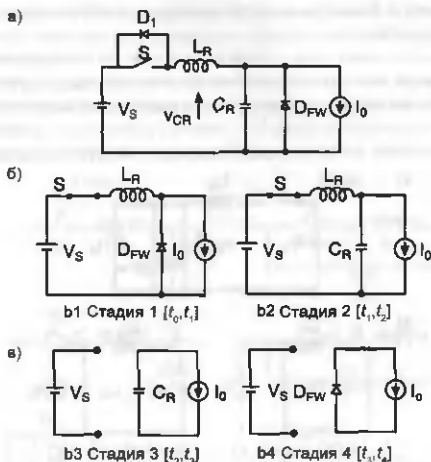 а)
D1
S
LR
VS
vCR
CR
DFW
I0
б)
S
LR
VS
DFW
I0
b1 Стадия 1 [t0,t1]
S
LR
VS
CR
I0
b2 Стадия 2 [t1,t2]
в)
VS
CR
I0
b3 Стадия 3 [t2,t3]
VS
DFW
I0
b4 Стадия 4 [t3,t4]